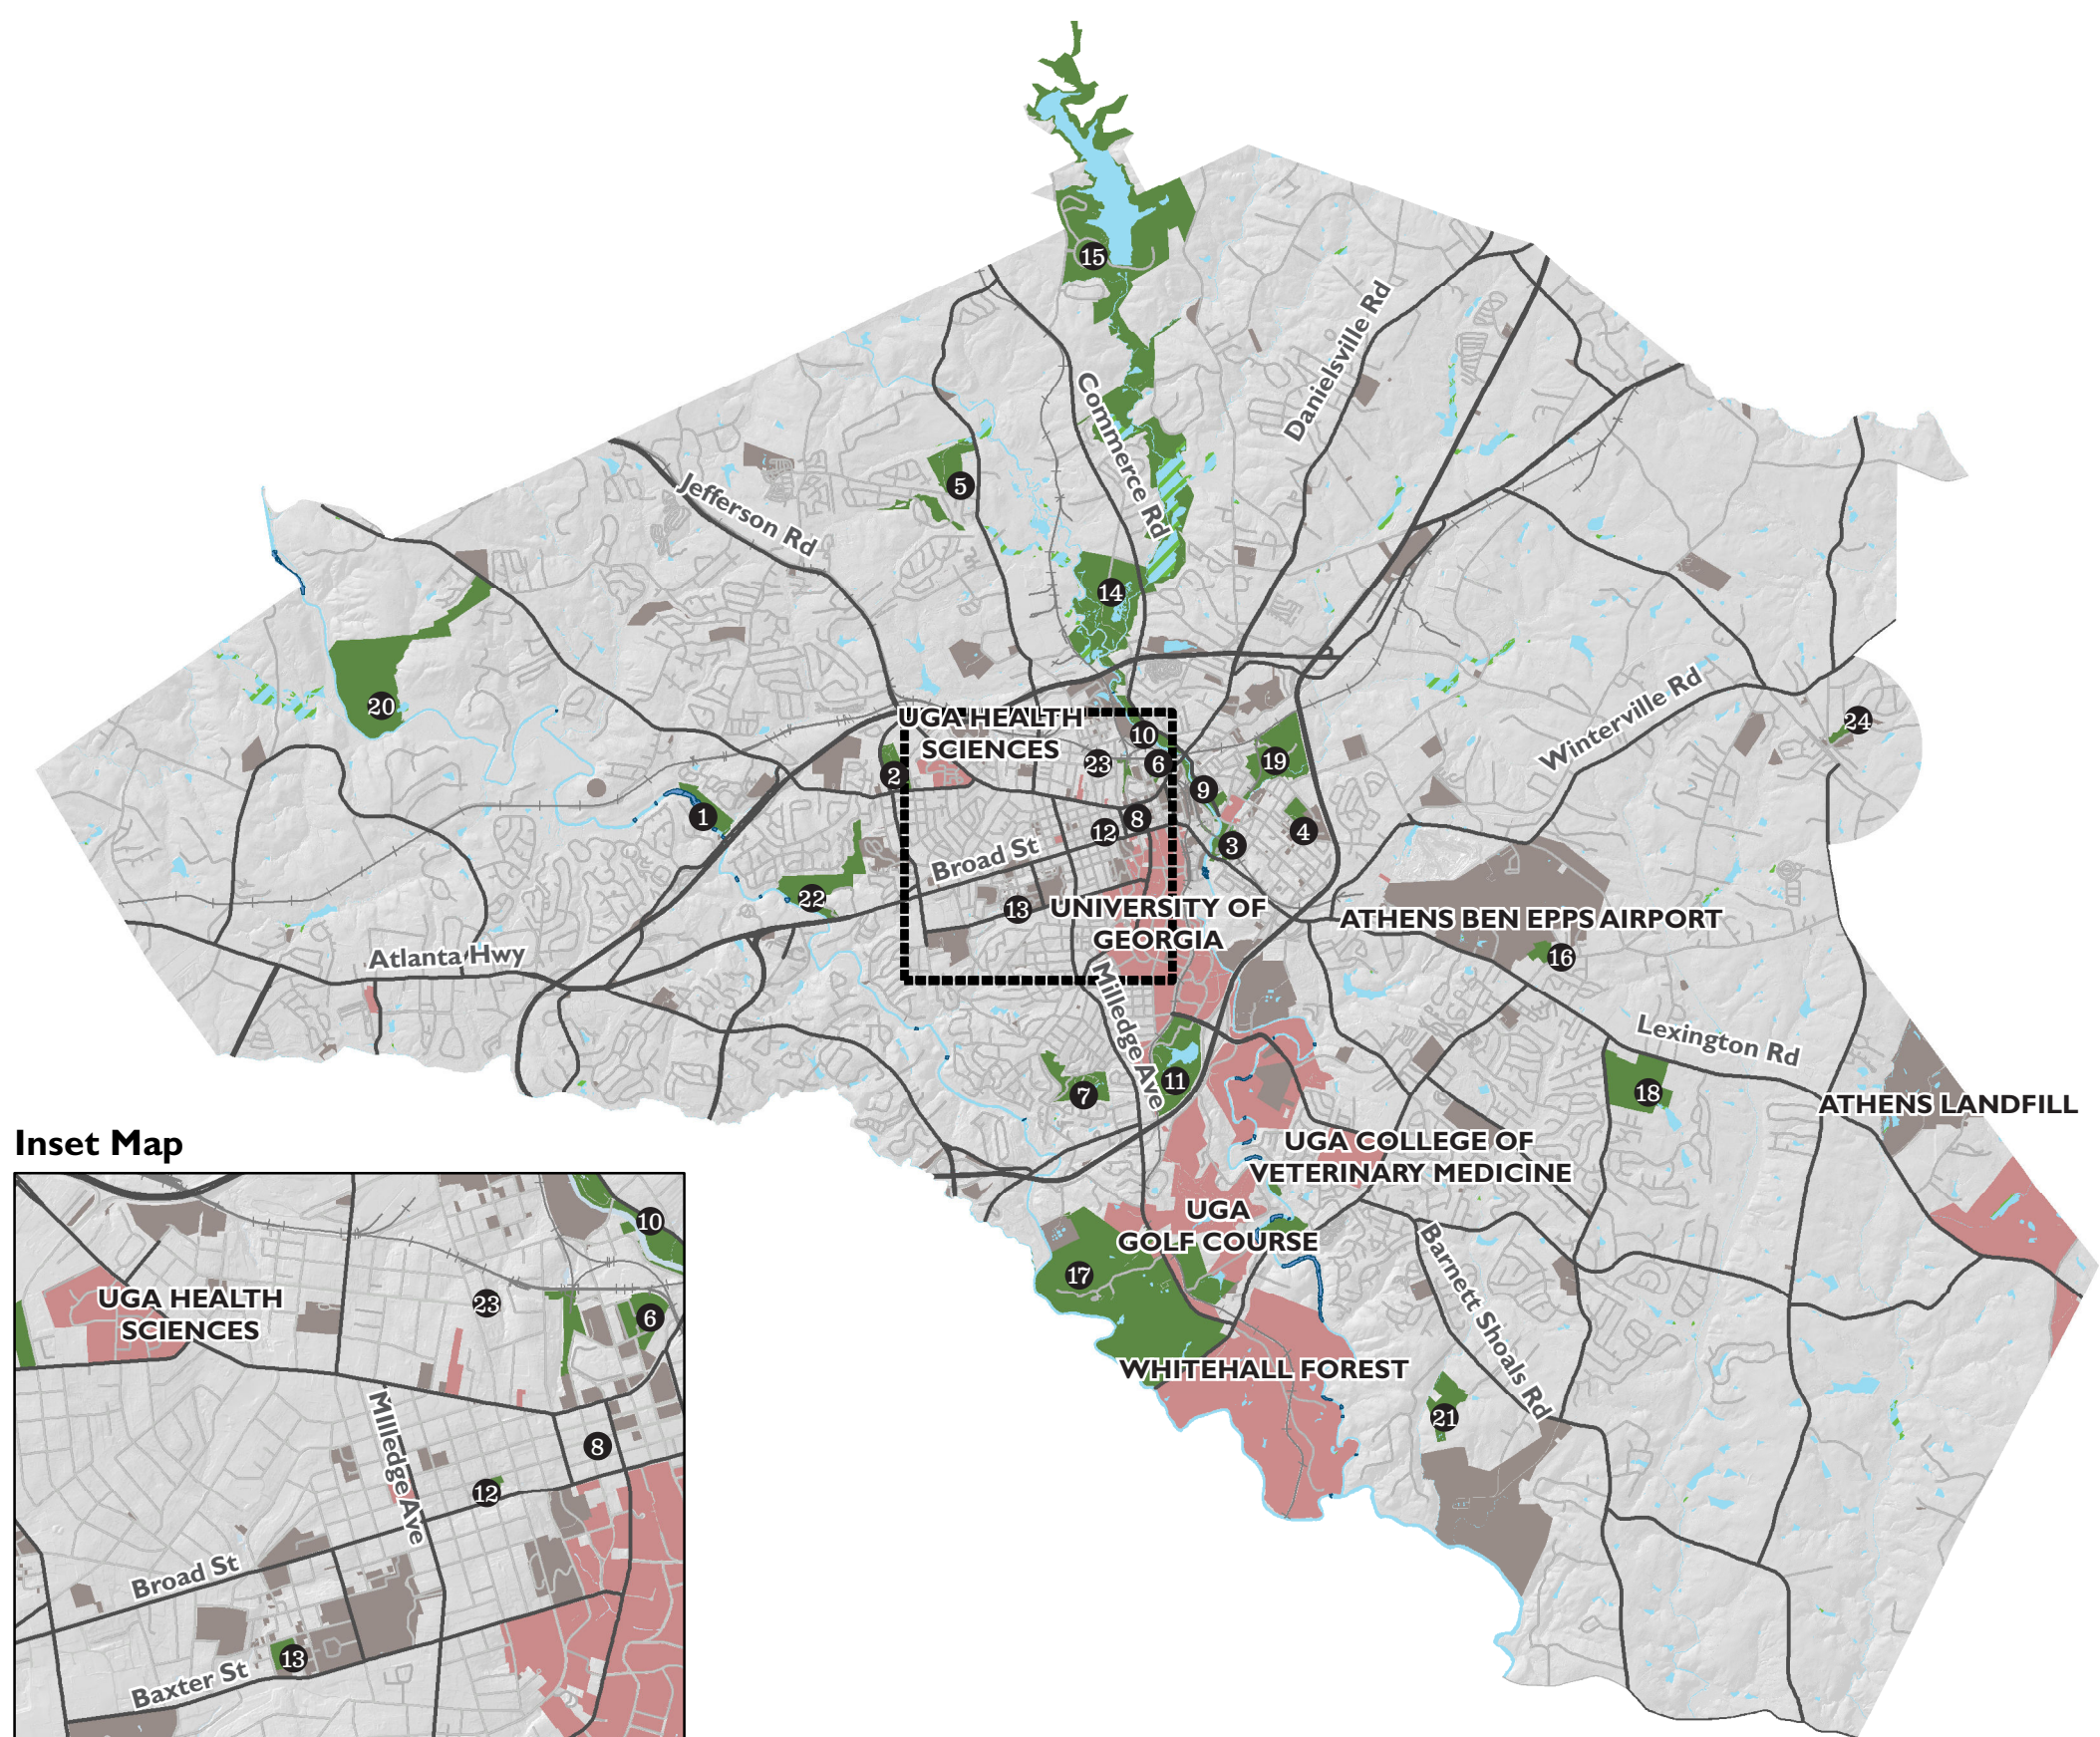 15
Danielsville Rd
Commerce Rd
5
Jefferson Rd
14
20
UGA HEALTH
SCIENCES
10
23
6
19
2
9
24
Winterville Rd
1
8
12
4
3
Broad St
22
13
UNIVERSITY OF
GEORGIA
ATHENS BEN EPPS AIRPORT
16
Atlanta Hwy
Milledge Ave
Lexington Rd
11
7
18
ATHENS LANDFILL
UGA COLLEGE OF
VETERINARY MEDICINE
UGA
GOLF COURSE
17
Barnett Shoals Rd
WHITEHALL FOREST
21
Inset Map
10
UGA HEALTH
SCIENCES
23
6
MIlledge Ave
8
12
Broad St
13
Baxter St